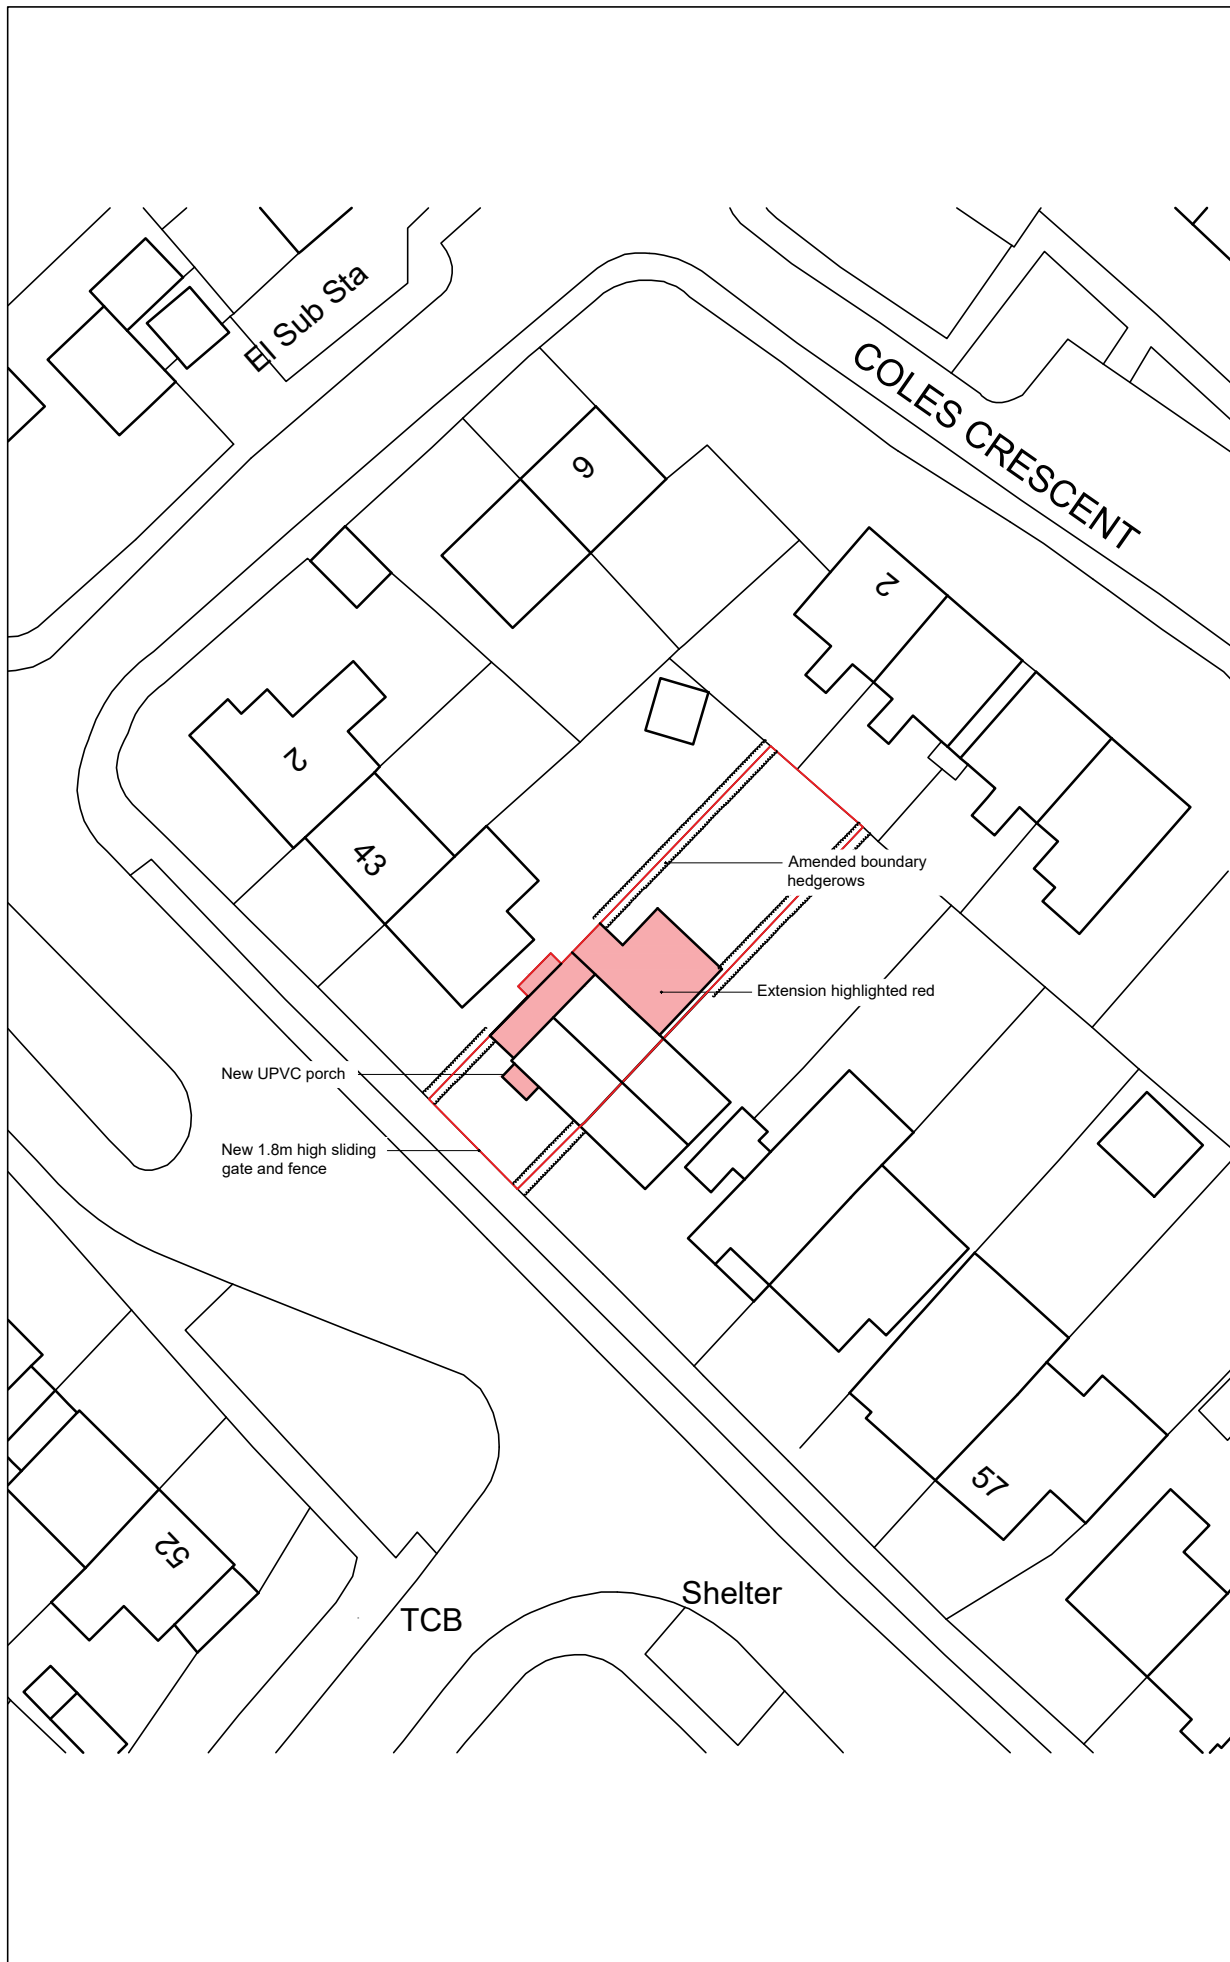 El Sub Sta
COLES CRESCENT
9
2
2
43
Amended boundary
hedgerows
Extension highlighted red
New UPVC porch
New 1.8m high sliding
gate and fence
57
52
Shelter
TCB